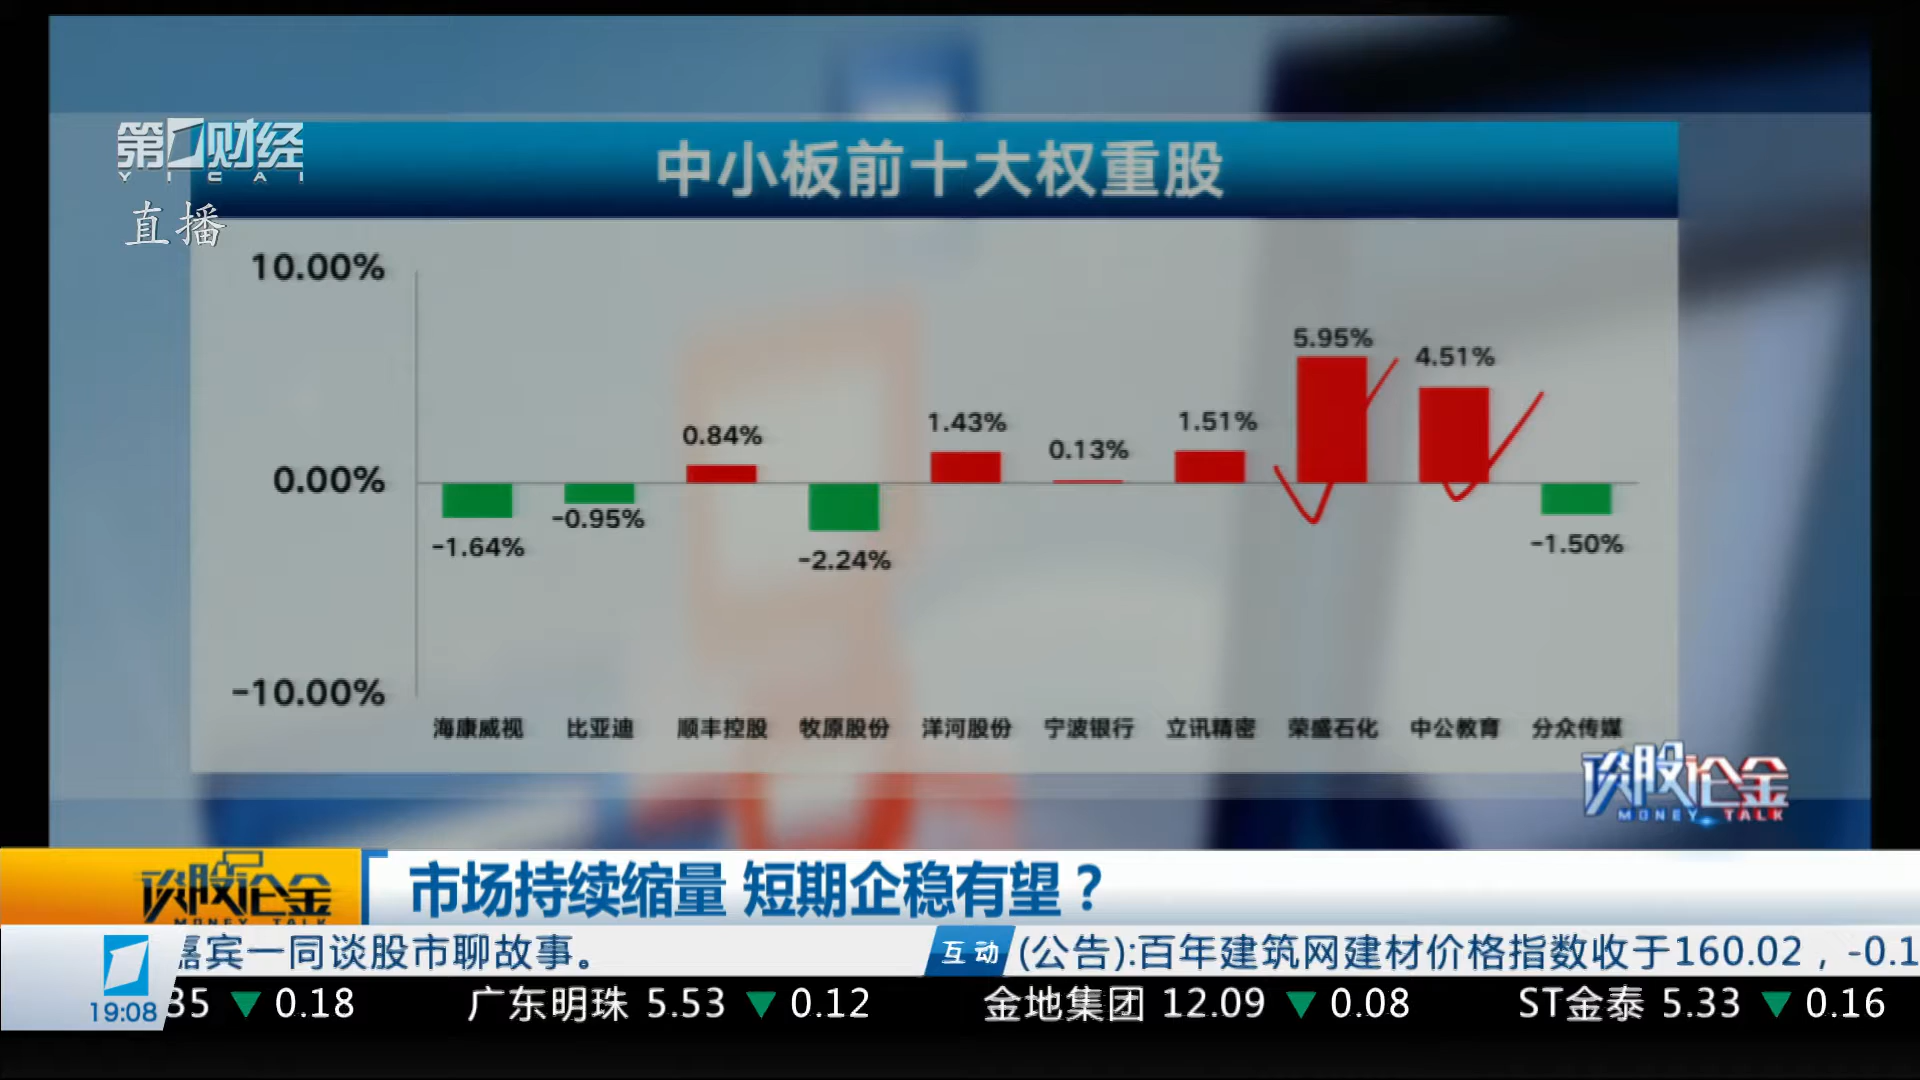 第一财经
YICAI
直播
中小板前十大权重股
10.00%
0.00%
-10.00%
-1.64%
-0.95%
0.84%
-2.24%
1.43%
0.13%
1.51%
5.95%
4.51%
-1.50%
海康威视 比亚迪 顺丰控股 牧原股份 洋河股份 宁波银行 立讯精密 荣盛石化 中公教育 分众传媒
谈股论金
MONEY TALK
谈股论金
MONEY TALK
市场持续缩量 短期企稳有望？
嘉宾一同谈股市聊故事。 互动 (公告):百年建筑网建材价格指数收于160.02，-0.1
19:08
35 ▼ 0.18 广东明珠 5.53 ▼ 0.12 金地集团 12.09 ▼ 0.08 ST金泰 5.33 ▼ 0.16